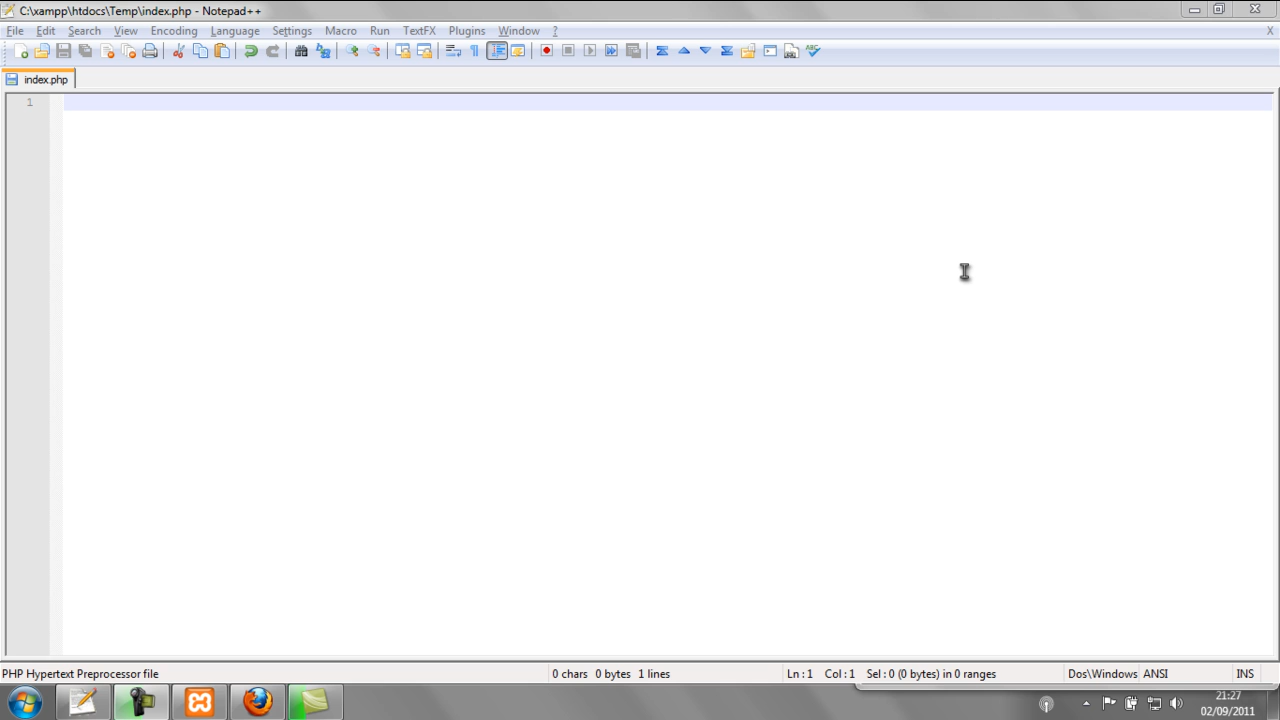 C:\xampp\htdocs\Temp\index.php - Notepad++
File Edit Search View Encoding Language Settings Macro Run TextFX Plugins Window ?
X
index.php
1
PHP Hypertext Preprocessor file 0 chars 0 bytes 1 lines Ln : 1 Col : 1 Sel : 0 (0 bytes) in 0 ranges Dos\Windows ANSI INS
21:27
02/09/2011